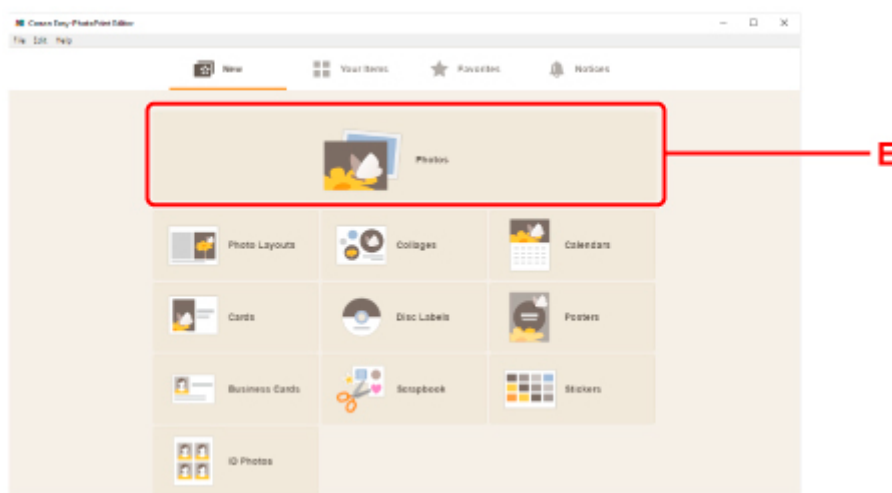 Canon Easy-PhotoPrint Editor
File Edit Help
New Your Items Favorites Notices
Photos
E
Photo Layouts Collages Calendars
Cards Disc Labels Posters
Business Cards Scrapbook Stickers
ID Photos